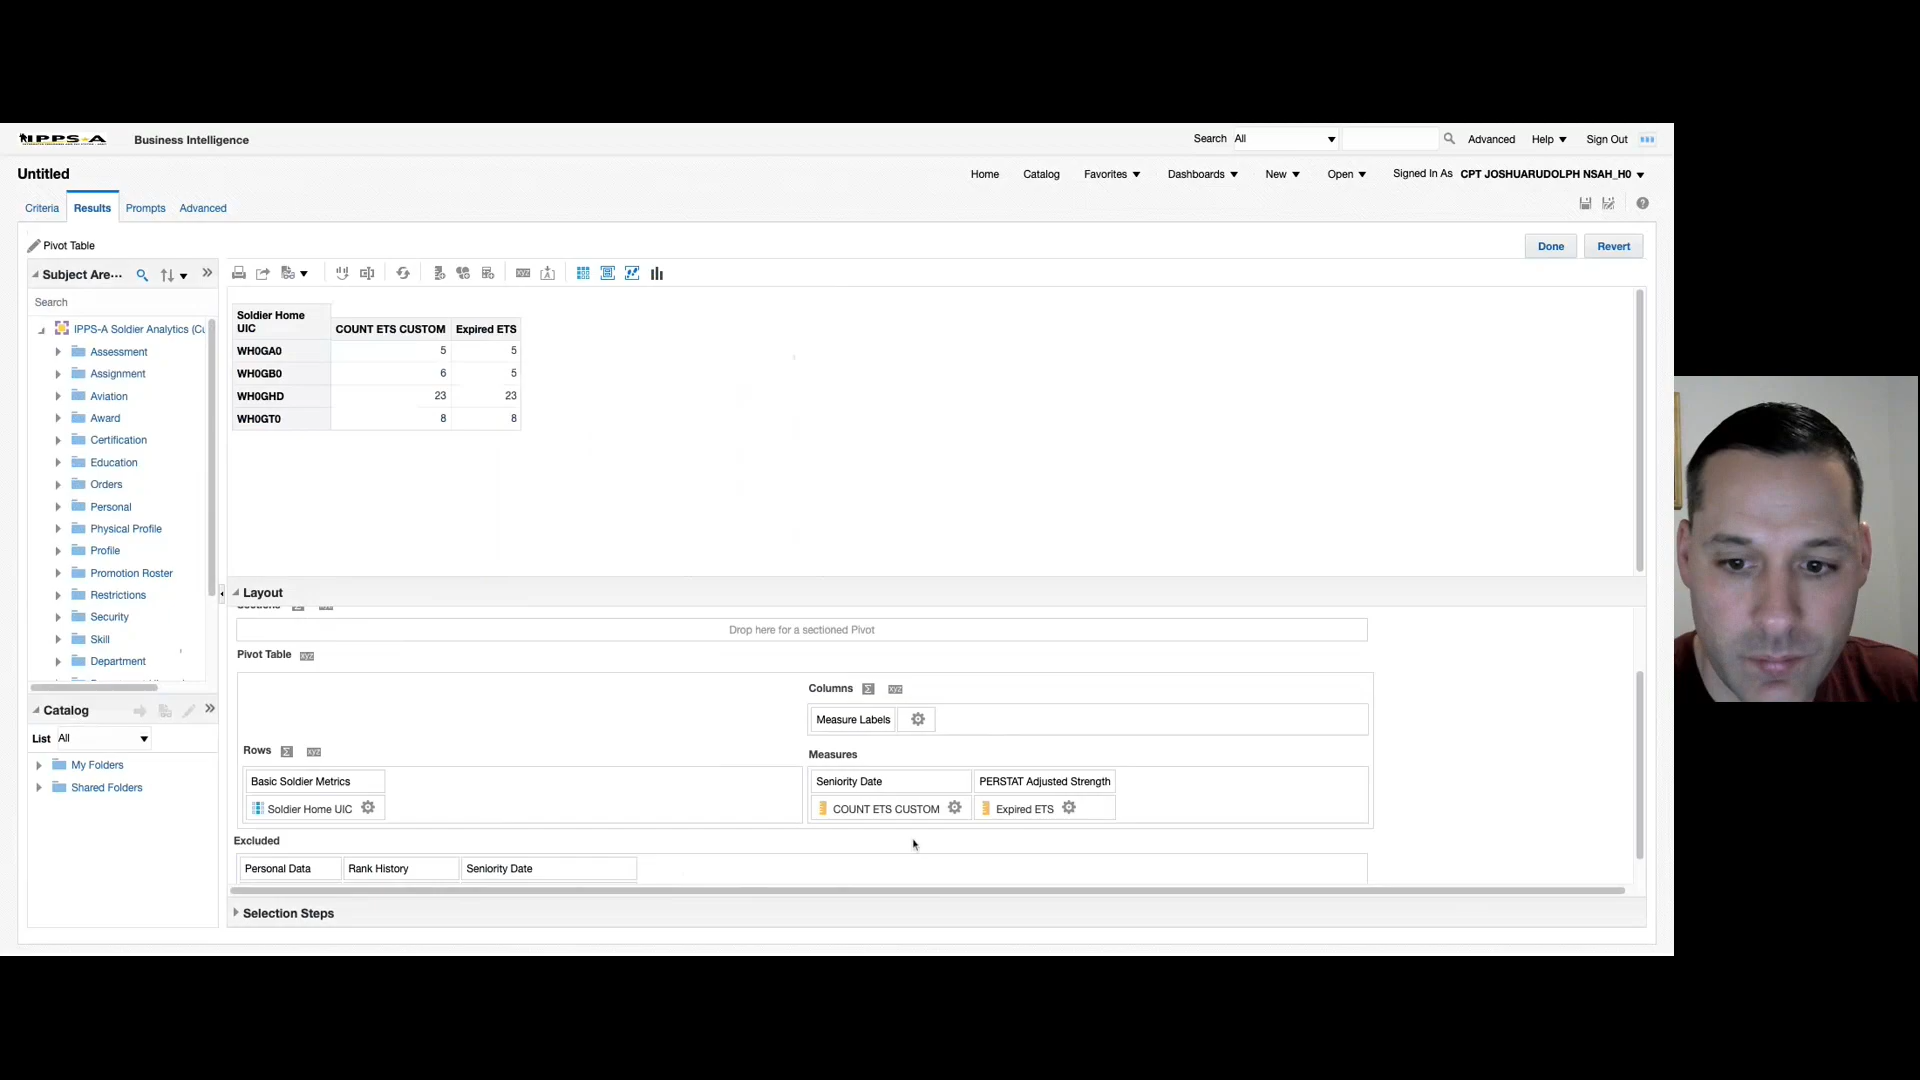 IPPS-A
Business Intelligence
Search All
Advanced
Help
Sign Out
Untitled
Home
Catalog
Favorites
Dashboards
New
Open
Signed In As CPT JOSHUARUDOLPH NSAH_H0
Criteria
Results
Prompts
Advanced
Pivot Table
Done
Revert
Subject Are...
Search
IPPS-A Soldier Analytics (Cu
Assessment
Assignment
Aviation
Award
Certification
Education
Orders
Personal
Physical Profile
Profile
Promotion Roster
Restrictions
Security
Skill
Department
Catalog
List All
My Folders
Shared Folders
Soldier Home
UIC
COUNT ETS CUSTOM
Expired ETS
WH0GA0 5 5
WH0GB0 6 5
WH0GHD 23 23
WH0GT0 8 8
Layout
Sections
Drop here for a sectioned Pivot
Pivot Table xyz
Columns Σ xyz
Measure Labels
Rows Σ xyz
Measures
Basic Soldier Metrics
Soldier Home UIC
Seniority Date
PERSTAT Adjusted Strength
COUNT ETS CUSTOM
Expired ETS
Excluded
Personal Data
Rank History
Seniority Date
Selection Steps